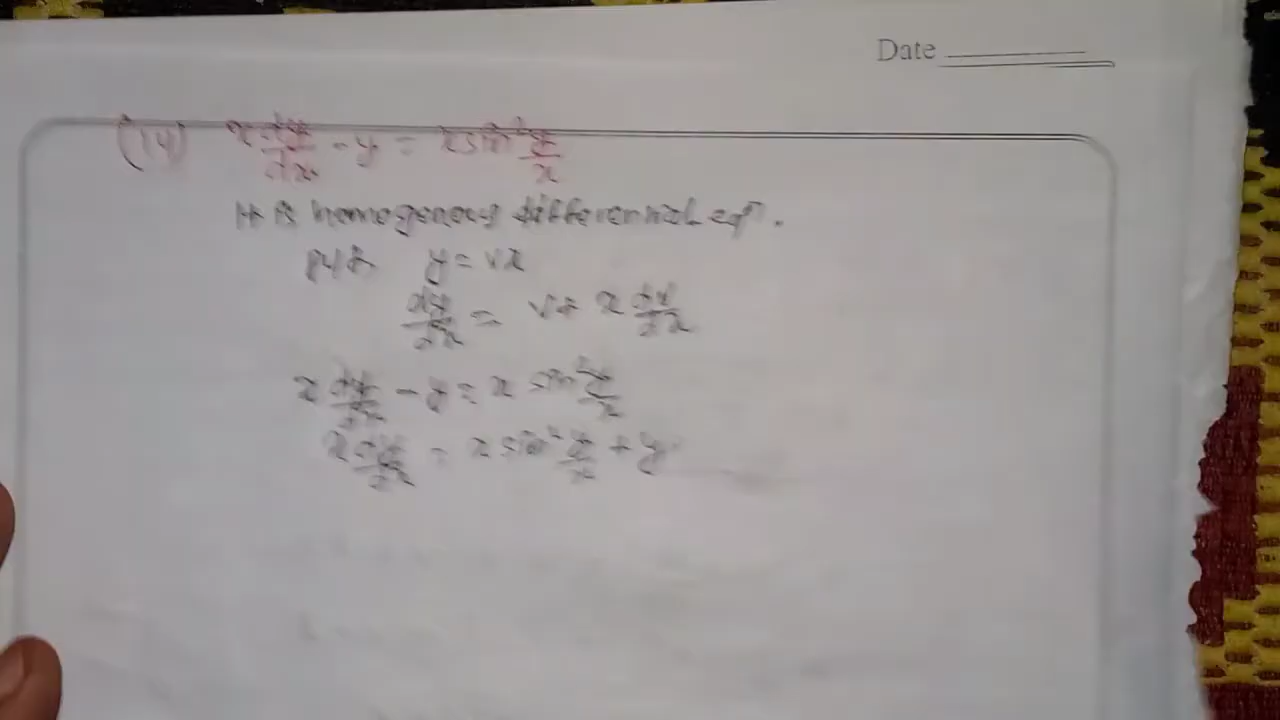 Date
(14) x dy/dx - y = x sin² y/x
It is homogenous differential eqn.
put y = vx
dy/dx = v + x dv/dx
x dy/dx - y = x sin² y/x
x dy/dx = x sin² y/x + y